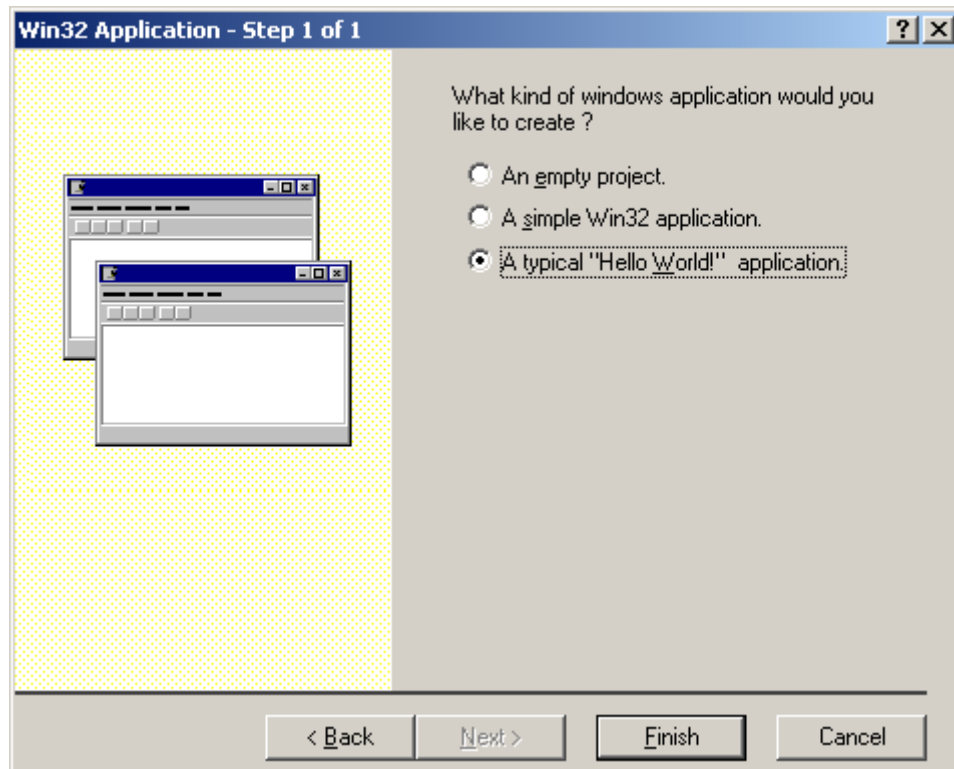 Win32 Application - Step 1 of 1
What kind of windows application would you
like to create ?
An empty project.
A simple Win32 application.
A typical "Hello World!" application.
< Back
Next >
Finish
Cancel